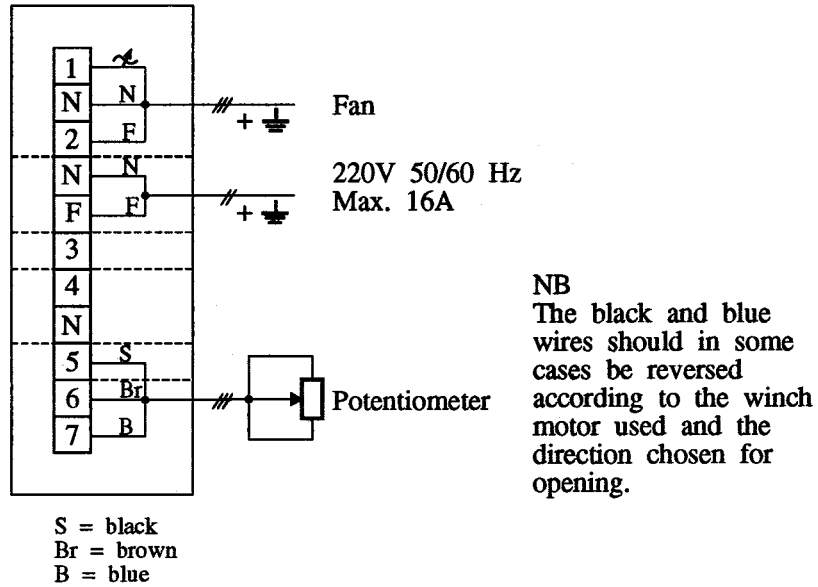 1
N N Fan
+
2 F
N N 220V 50/60 Hz
F F Max. 16A
+
3
4
N
5 S
6 Br Potentiometer
7 B
NB
The black and blue
wires should in some
cases be reversed
according to the winch
motor used and the
direction chosen for
opening.
S = black
Br = brown
B = blue